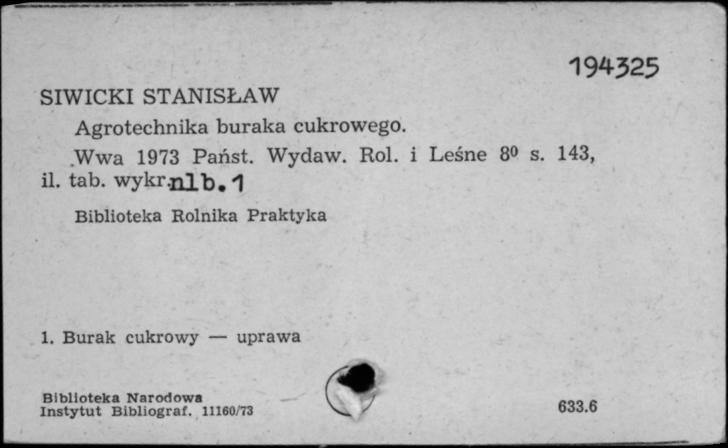 194325
SIWICKI STANISŁAW
Agrotechnika buraka cukrowego.
Wwa 1973 Państ. Wydaw. Rol. i Leśne 8⁰ s. 143,
il. tab. wykr. nlb. 1
Biblioteka Rolnika Praktyka
1. Burak cukrowy — uprawa
Biblioteka Narodowa
Instytut Bibliograf. 11160/73
633.6